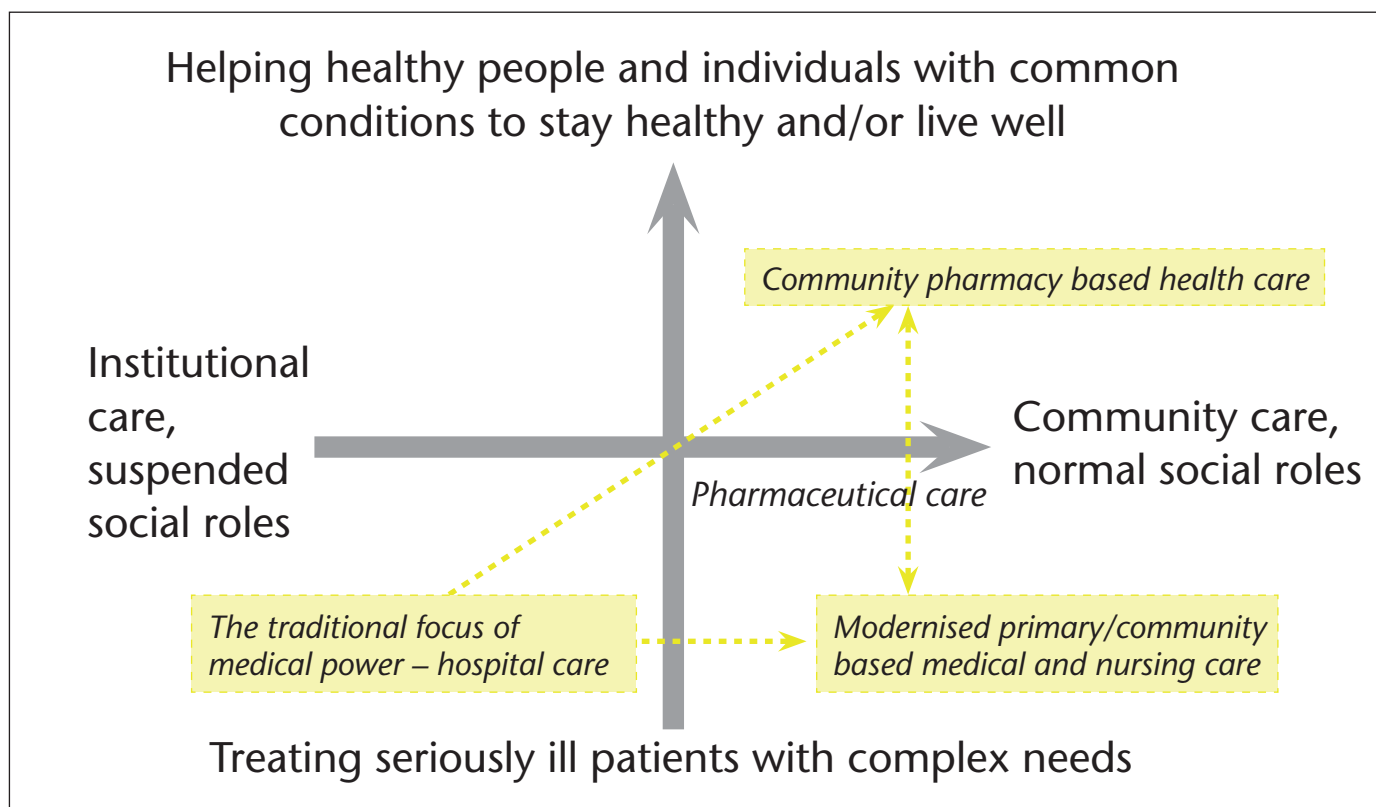 Helping healthy people and individuals with common
conditions to stay healthy and/or live well
Community pharmacy based health care
Institutional
care,
suspended
social roles
Community care,
normal social roles
Pharmaceutical care
The traditional focus of
medical power – hospital care
Modernised primary/community
based medical and nursing care
Treating seriously ill patients with complex needs